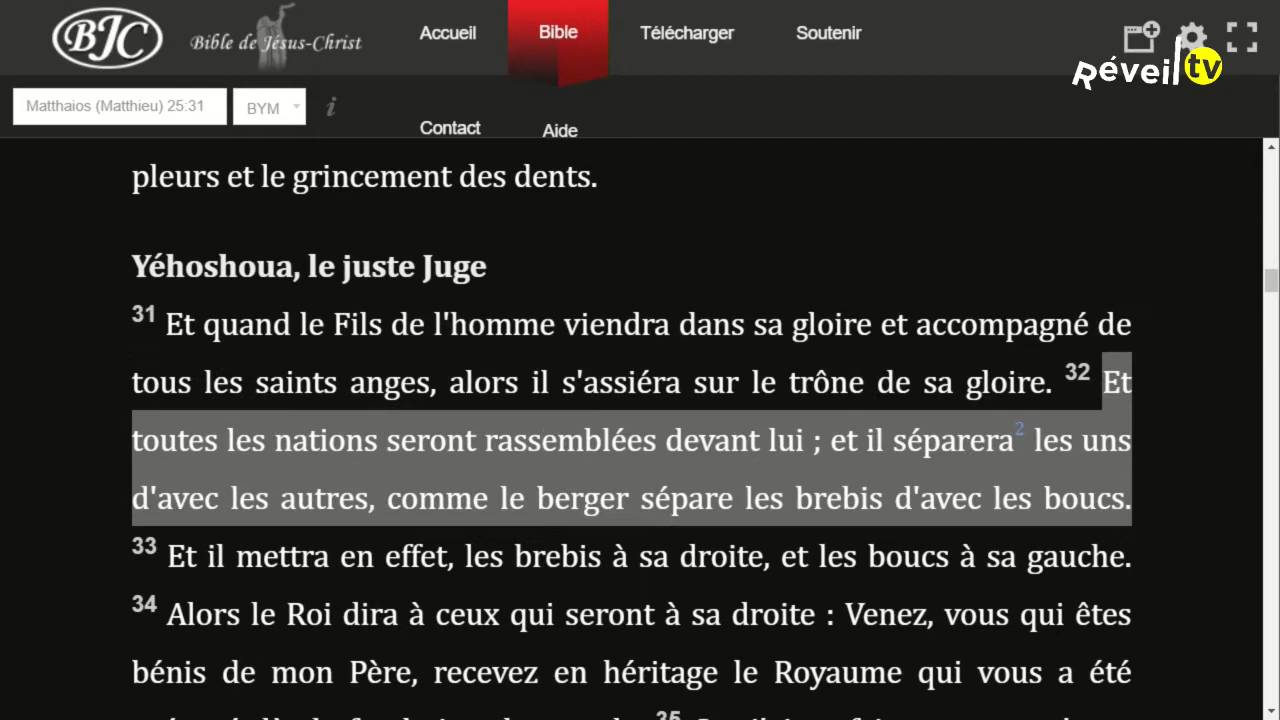 BJC Bible de Jésus-Christ Accueil Bible Télécharger Soutenir
Réveil tv
Matthaios (Matthieu) 25:31 BYM i
Contact Aide
pleurs et le grincement des dents.
Yéhoshoua, le juste Juge
31 Et quand le Fils de l'homme viendra dans sa gloire et accompagné de
tous les saints anges, alors il s'assiéra sur le trône de sa gloire. 32 Et
toutes les nations seront rassemblées devant lui ; et il séparera2 les uns
d'avec les autres, comme le berger sépare les brebis d'avec les boucs.
33 Et il mettra en effet, les brebis à sa droite, et les boucs à sa gauche.
34 Alors le Roi dira à ceux qui seront à sa droite : Venez, vous qui êtes
bénis de mon Père, recevez en héritage le Royaume qui vous a été
35